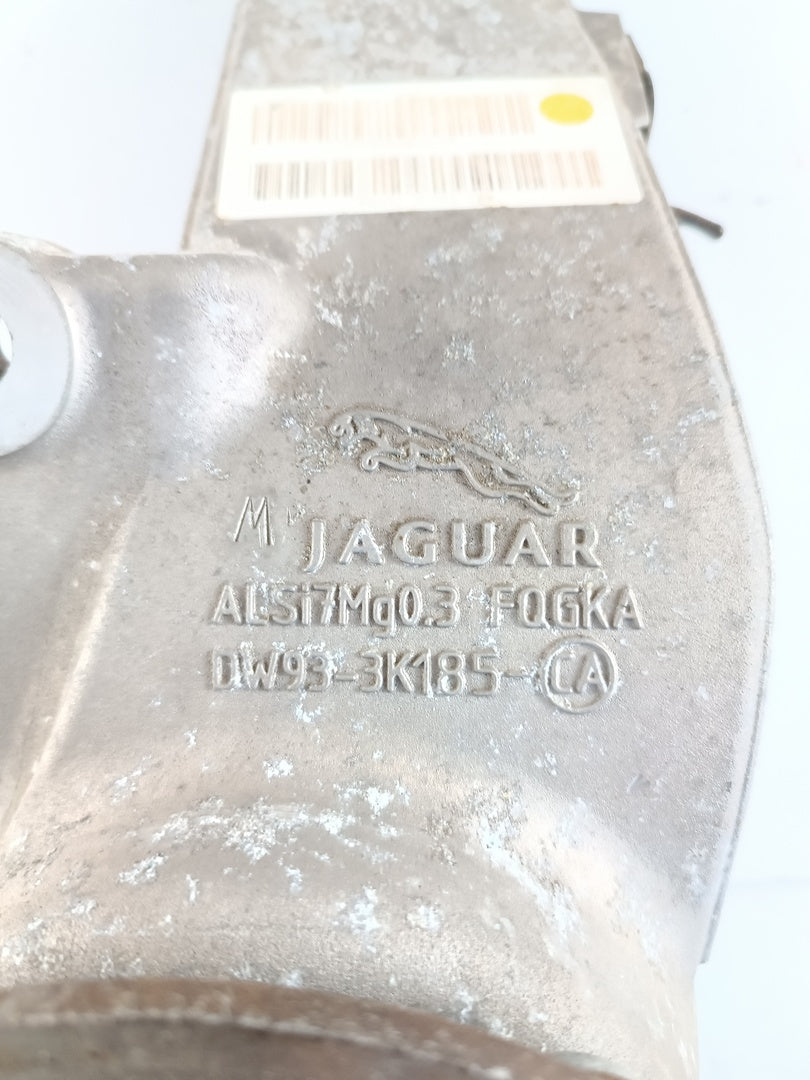 M JAGUAR
ALSi7Mg0.3 FQGKA
DW93-3K185-CA